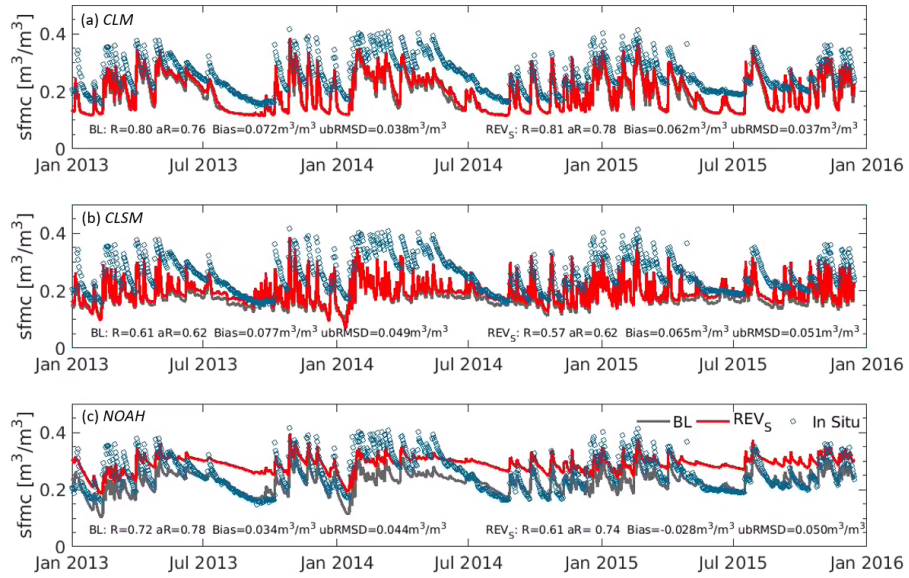 (a) CLM
sfmc [m³/m³]
0.4
0.2
0
BL: R=0.80 aR=0.76 Bias=0.072m³/m³ ubRMSD=0.038m³/m³
REV_S: R=0.81 aR=0.78 Bias=0.062m³/m³ ubRMSD=0.037m³/m³
Jan 2013 Jul 2013 Jan 2014 Jul 2014 Jan 2015 Jul 2015 Jan 2016
(b) CLSM
sfmc [m³/m³]
0.4
0.2
0
BL: R=0.61 aR=0.62 Bias=0.077m³/m³ ubRMSD=0.049m³/m³
REV_S: R=0.57 aR=0.62 Bias=0.065m³/m³ ubRMSD=0.051m³/m³
Jan 2013 Jul 2013 Jan 2014 Jul 2014 Jan 2015 Jul 2015 Jan 2016
(c) NOAH
BL REV_S In Situ
sfmc [m³/m³]
0.4
0.2
0
BL: R=0.72 aR=0.78 Bias=0.034m³/m³ ubRMSD=0.044m³/m³
REV_S: R=0.61 aR= 0.74 Bias=-0.028m³/m³ ubRMSD=0.050m³/m³
Jan 2013 Jul 2013 Jan 2014 Jul 2014 Jan 2015 Jul 2015 Jan 2016